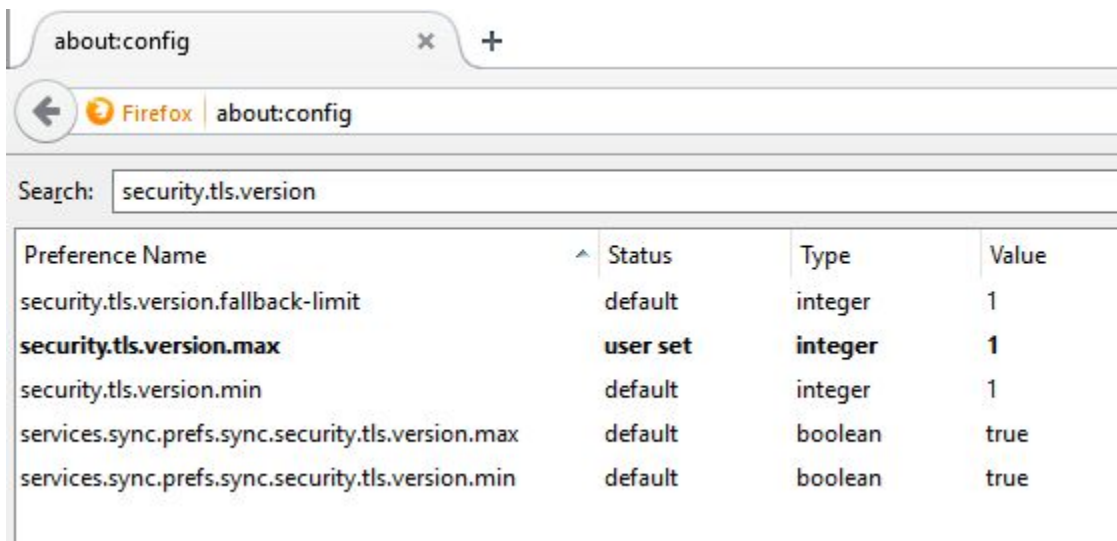 about:config
Firefox about:config
Search: security.tls.version
Preference Name Status Type Value
security.tls.version.fallback-limit default integer 1
security.tls.version.max user set integer 1
security.tls.version.min default integer 1
services.sync.prefs.sync.security.tls.version.max default boolean true
services.sync.prefs.sync.security.tls.version.min default boolean true